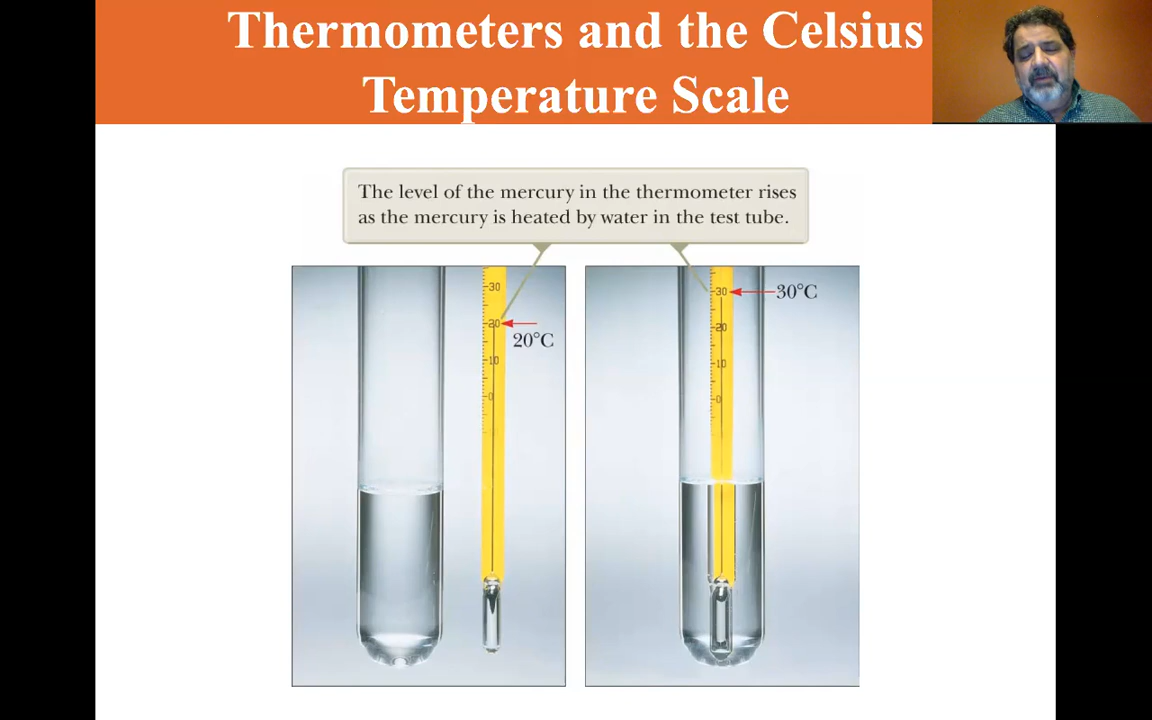 Thermometers and the Celsius
Temperature Scale
The level of the mercury in the thermometer rises
as the mercury is heated by water in the test tube.
30
20
20°C
10
0
30
30°C
20
10
0